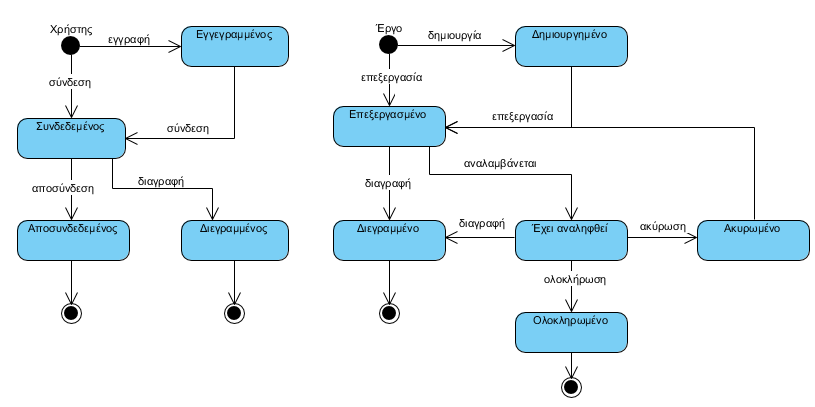 Χρήστης
εγγραφή
Εγγεγραμμένος
σύνδεση
σύνδεση
Συνδεδεμένος
αποσύνδεση
διαγραφή
Αποσυνδεδεμένος
Διεγραμμένος
Έργο
δημιουργία
Δημιουργημένο
επεξεργασία
επεξεργασία
Επεξεργασμένο
αναλαμβάνεται
διαγραφή
διαγραφή
Διεγραμμένο
Έχει αναληφθεί
ακύρωση
Ακυρωμένο
ολοκλήρωση
Ολοκληρωμένο